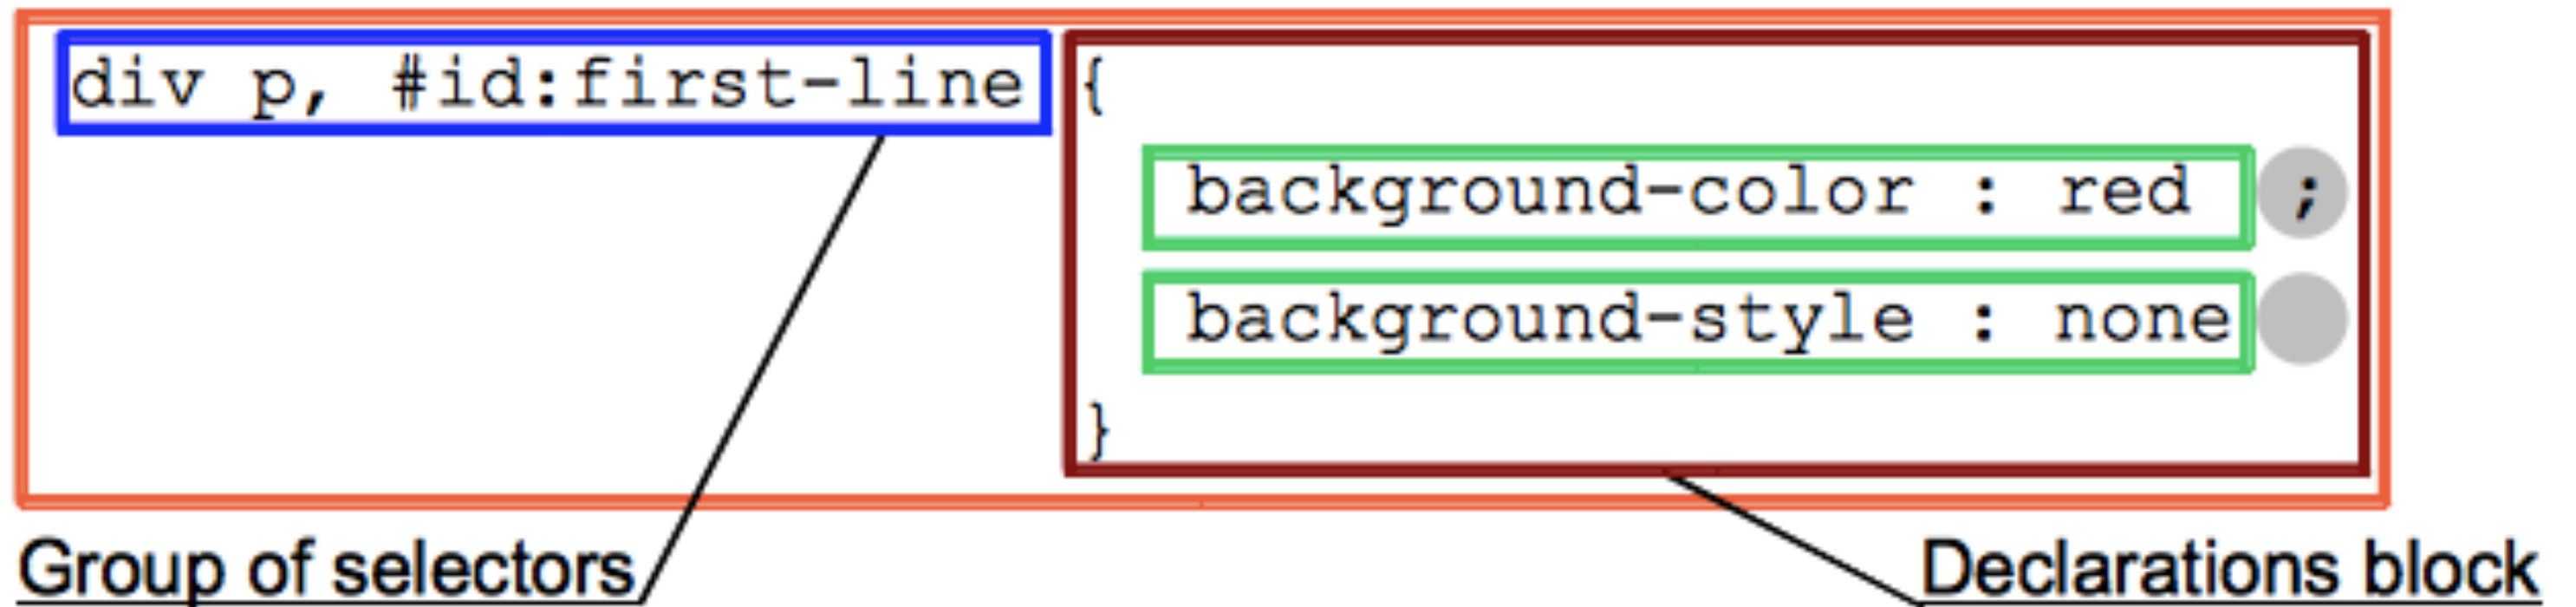 div p, #id:first-line {
background-color : red ;
background-style : none
}
Group of selectors
Declarations block